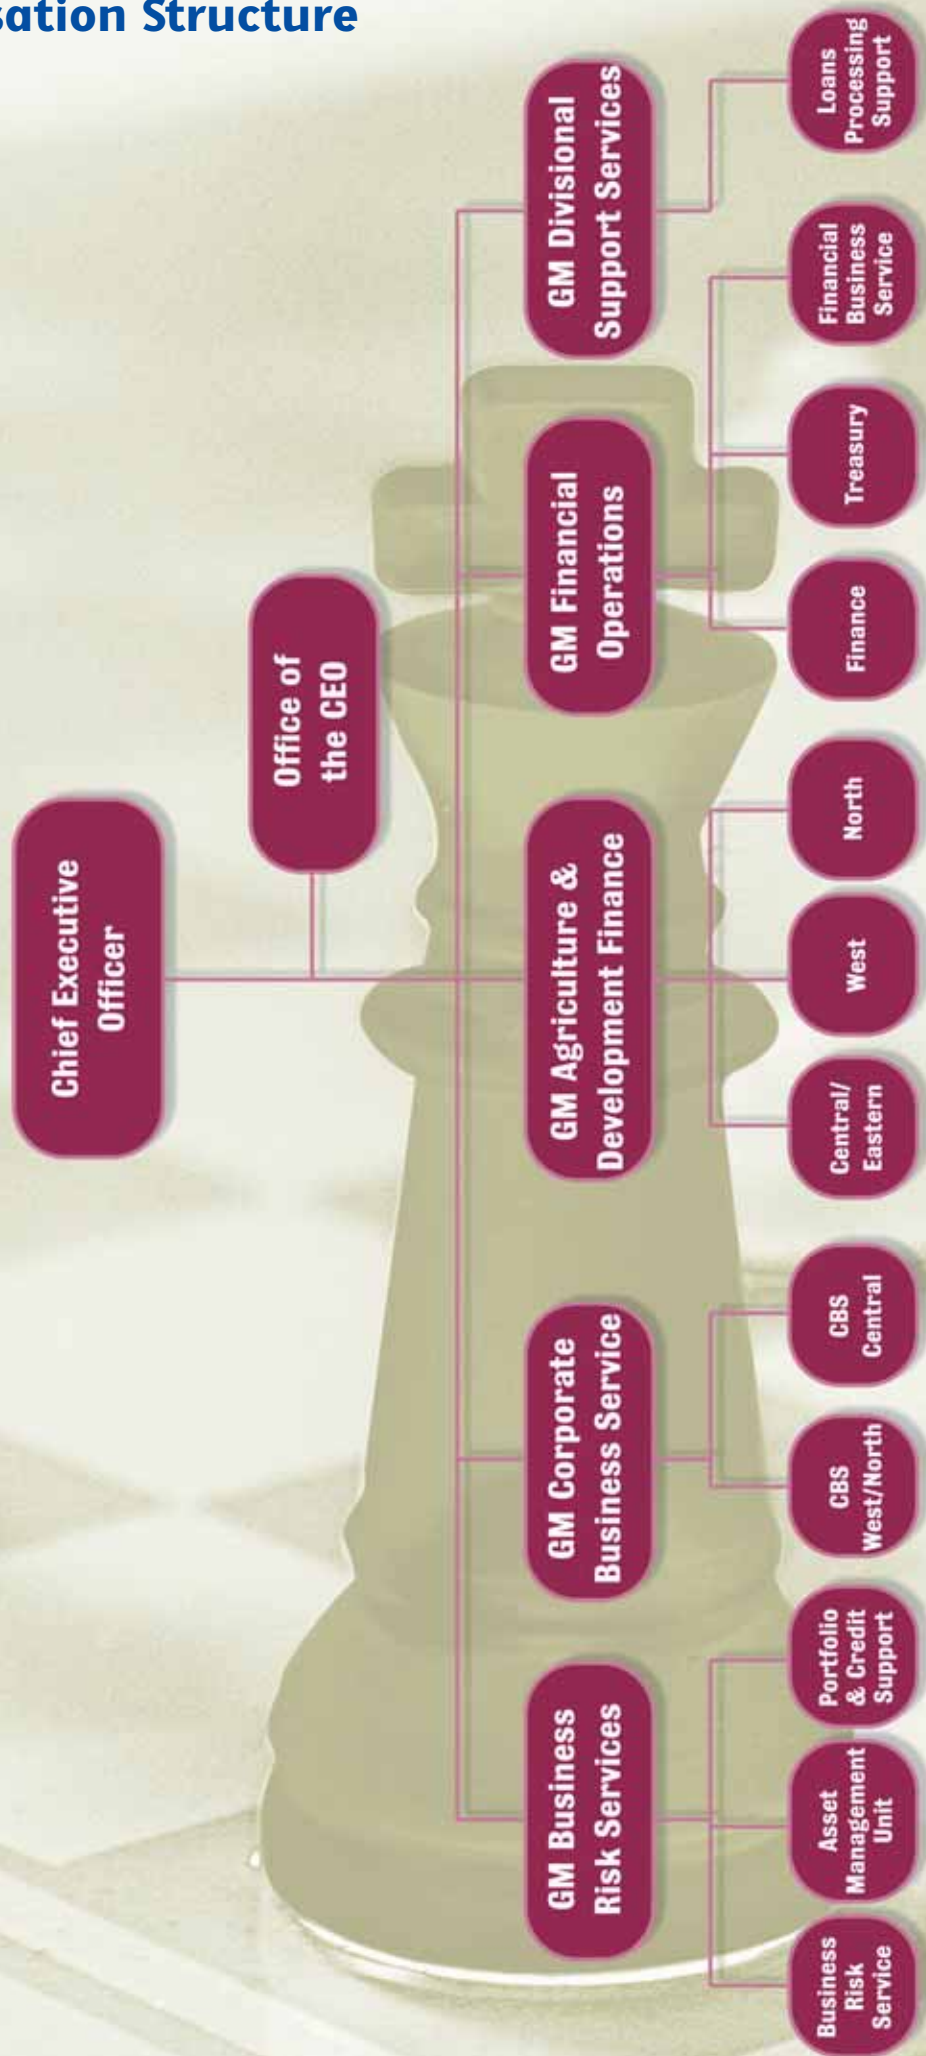 sation Structure
Chief Executive
Officer
Office of
the CEO
GM Business
Risk Services
GM Corporate
Business Service
GM Agriculture &
Development Finance
GM Financial
Operations
GM Divisional
Support Services
Business
Risk
Service
Asset
Management
Unit
Portfolio
& Credit
Support
CBS
West/North
CBS
Central
Central/
Eastern
West
North
Finance
Treasury
Financial
Business
Service
Loans
Processing
Support